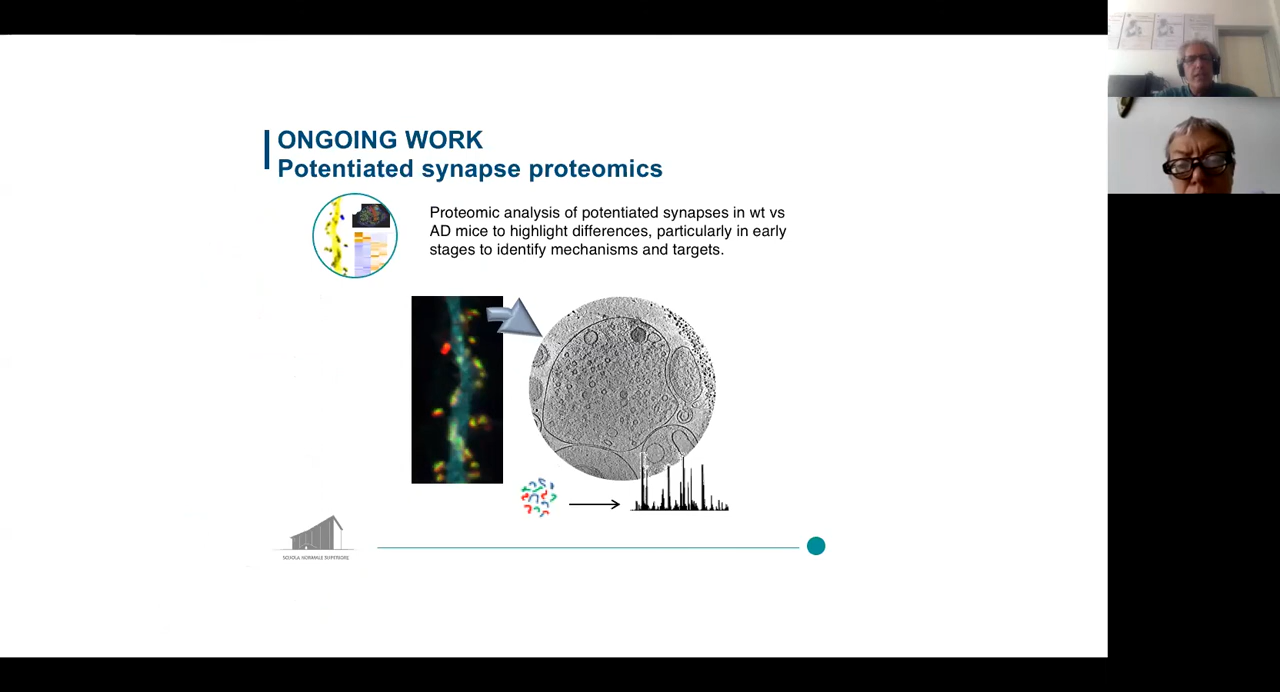 ONGOING WORK
Potentiated synapse proteomics
Proteomic analysis of potentiated synapses in wt vs
AD mice to highlight differences, particularly in early
stages to identify mechanisms and targets.
SCUOLA NORMALE SUPERIORE